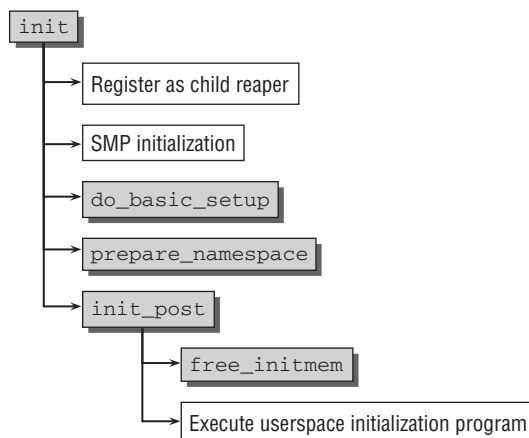 init
Register as child reaper
SMP initialization
do_basic_setup
prepare_namespace
init_post
free_initmem
Execute userspace initialization program